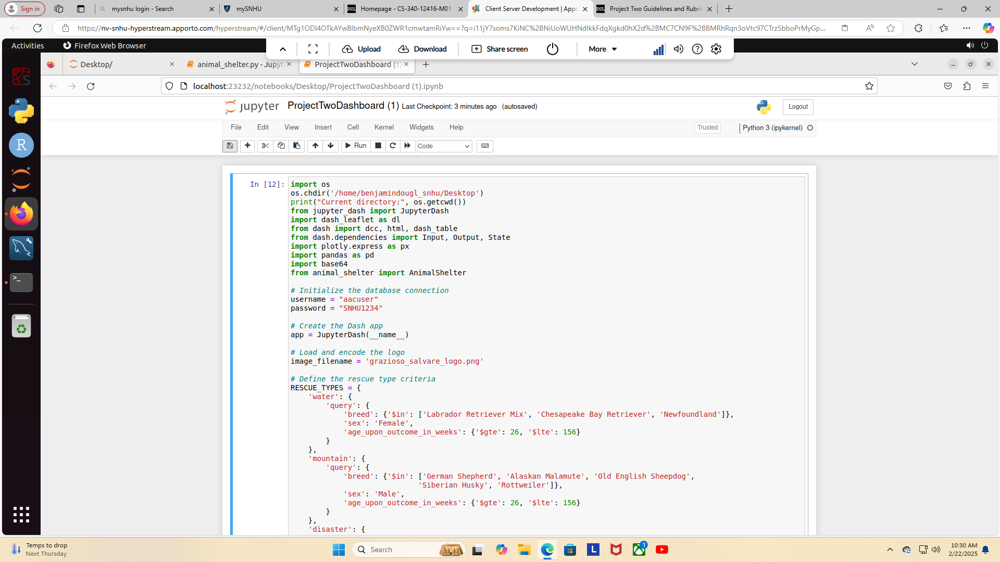 Sign in
mysnhu login - Search
mySNHU
Homepage - CS-340-12416-M01
Client Server Development | Appo
Project Two Guidelines and Rubric
https://nv-snhu-hyperstream.apporto.com/hyperstream/#/client/
Activities
Firefox Web Browser
Upload
Download
Share screen
More
Desktop/
animal_shelter.py - Jupyt
ProjectTwoDashboard (1)
localhost:23232/notebooks/Desktop/ProjectTwoDashboard (1).ipynb
jupyter
ProjectTwoDashboard (1) Last Checkpoint: 3 minutes ago (autosaved)
Logout
File Edit View Insert Cell Kernel Widgets Help
Trusted
Python 3 (ipykernel)
Run
Code
In [12]:
import os
os.chdir('/home/benjamindougl_snhu/Desktop')
print("Current directory:", os.getcwd())
from jupyter_dash import JupyterDash
import dash_leaflet as dl
from dash import dcc, html, dash_table
from dash.dependencies import Input, Output, State
import plotly.express as px
import pandas as pd
import base64
from animal_shelter import AnimalShelter
# Initialize the database connection
username = "aacuser"
password = "SNHU1234"
# Create the Dash app
app = JupyterDash(__name__)
# Load and encode the logo
image_filename = 'grazioso_salvare_logo.png'
# Define the rescue type criteria
RESCUE_TYPES = {
'water': {
'query': {
'breed': {'$in': ['Labrador Retriever Mix', 'Chesapeake Bay Retriever', 'Newfoundland']},
'sex': 'Female',
'age_upon_outcome_in_weeks': {'$gte': 26, '$lte': 156}
}
},
'mountain': {
'query': {
'breed': {'$in': ['German Shepherd', 'Alaskan Malamute', 'Old English Sheepdog',
'Siberian Husky', 'Rottweiler']},
'sex': 'Male',
'age_upon_outcome_in_weeks': {'$gte': 26, '$lte': 156}
}
},
'disaster': {
Temps to drop
Next Thursday
Search
1
10:30 AM
2/22/2025